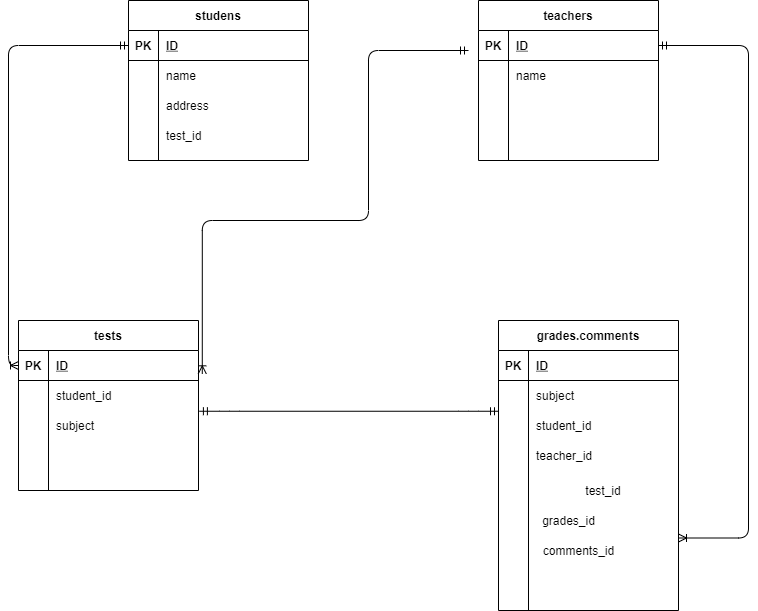 studens
PK ID
name
address
test_id
teachers
PK ID
name
tests
PK ID
student_id
subject
grades.comments
PK ID
subject
student_id
teacher_id
test_id
grades_id
comments_id